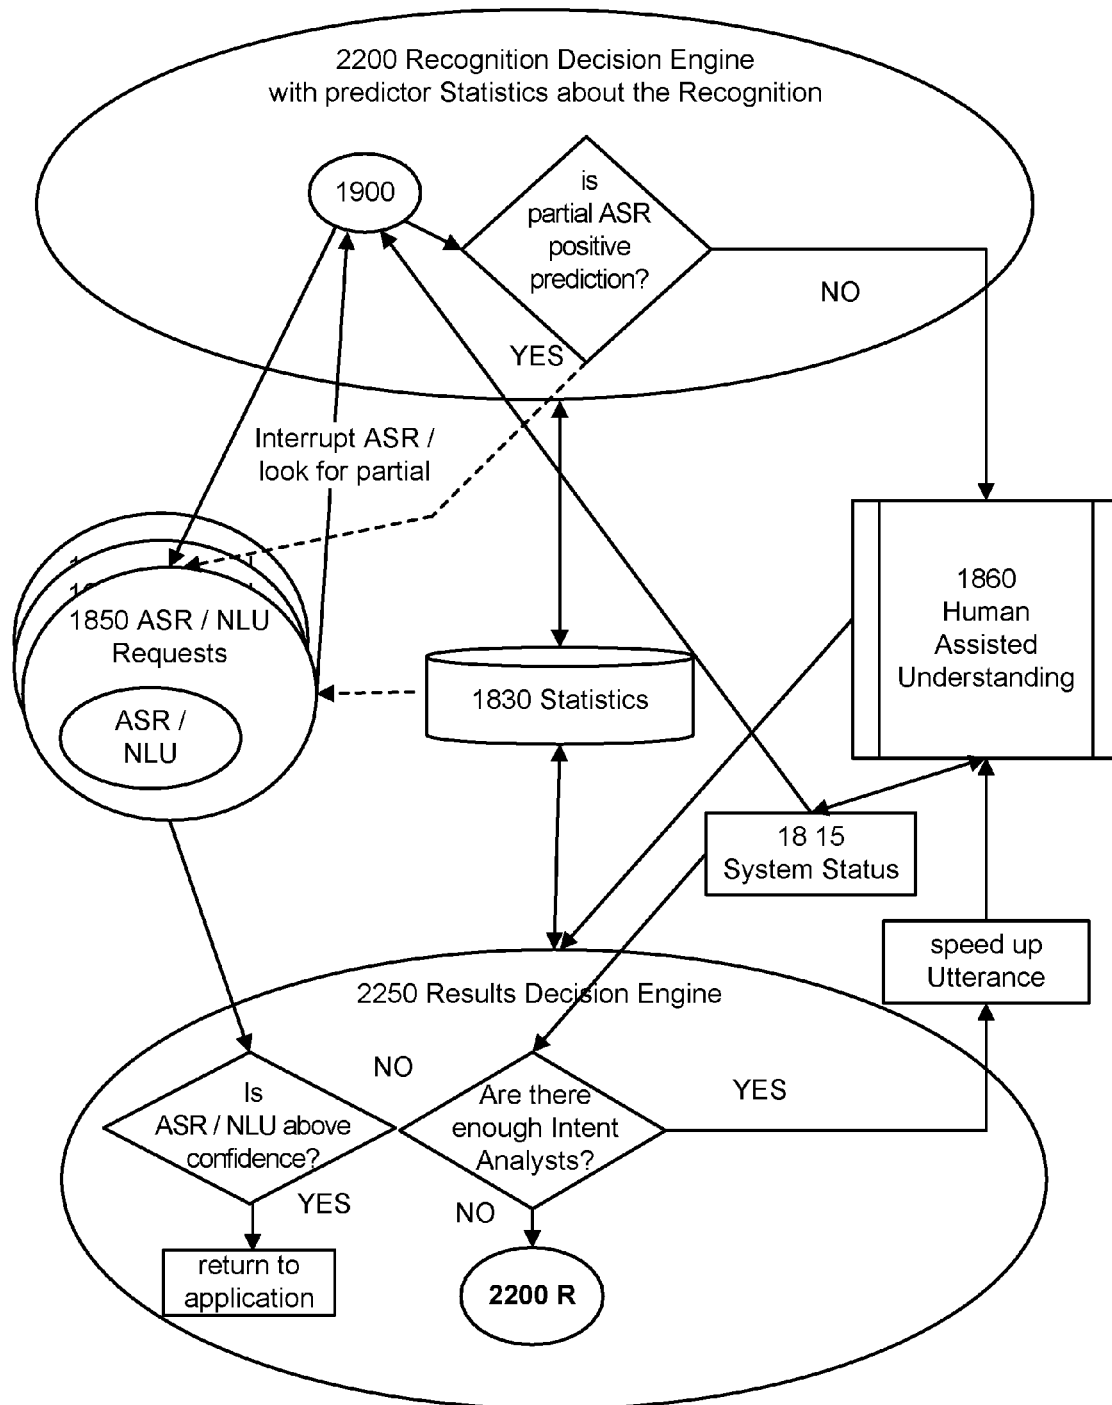 2200 Recognition Decision Engine
with predictor Statistics about the Recognition
1900
is
partial ASR
positive
prediction?
NO
YES
Interrupt ASR /
look for partial
1850 ASR / NLU
Requests
ASR /
NLU
1830 Statistics
1860
Human
Assisted
Understanding
18 15
System Status
speed up
Utterance
2250 Results Decision Engine
Is
ASR / NLU above
confidence?
NO
Are there
enough Intent
Analysts?
YES
YES
NO
return to
application
2200 R